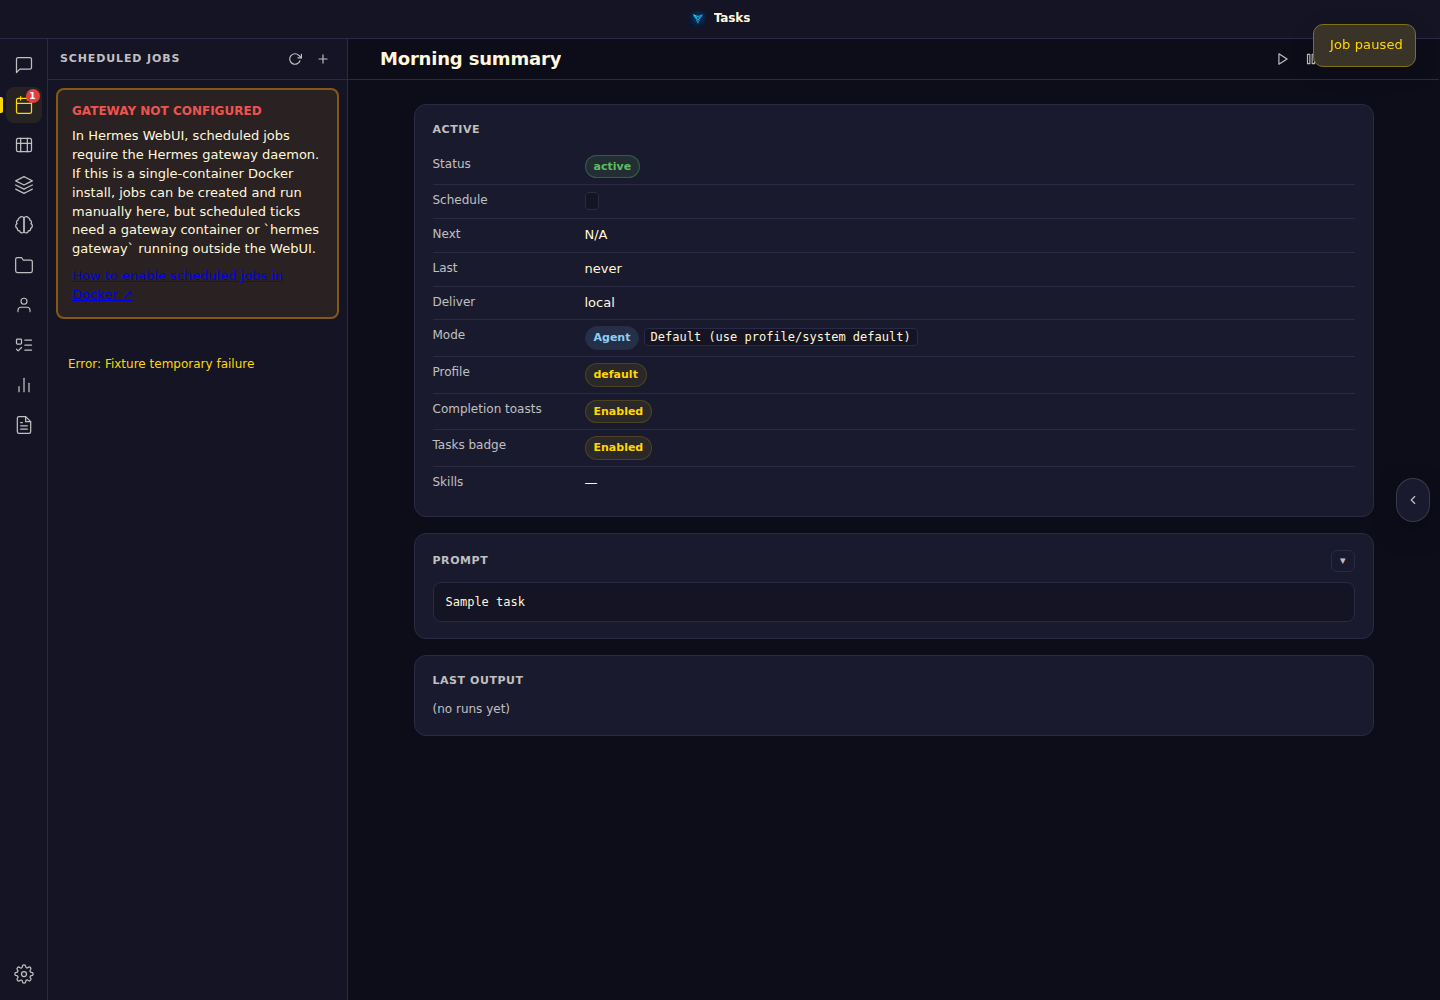 Tasks
Job paused
SCHEDULED JOBS
Morning summary
1
GATEWAY NOT CONFIGURED
In Hermes WebUI, scheduled jobs
require the Hermes gateway daemon.
If this is a single-container Docker
install, jobs can be created and run
manually here, but scheduled ticks
need a gateway container or `hermes
gateway` running outside the WebUI.
How to enable scheduled jobs in
Docker ↗
Error: Fixture temporary failure
ACTIVE
Status active
Schedule
Next N/A
Last never
Deliver local
Mode Agent Default (use profile/system default)
Profile default
Completion toasts Enabled
Tasks badge Enabled
Skills —
PROMPT
Sample task
LAST OUTPUT
(no runs yet)